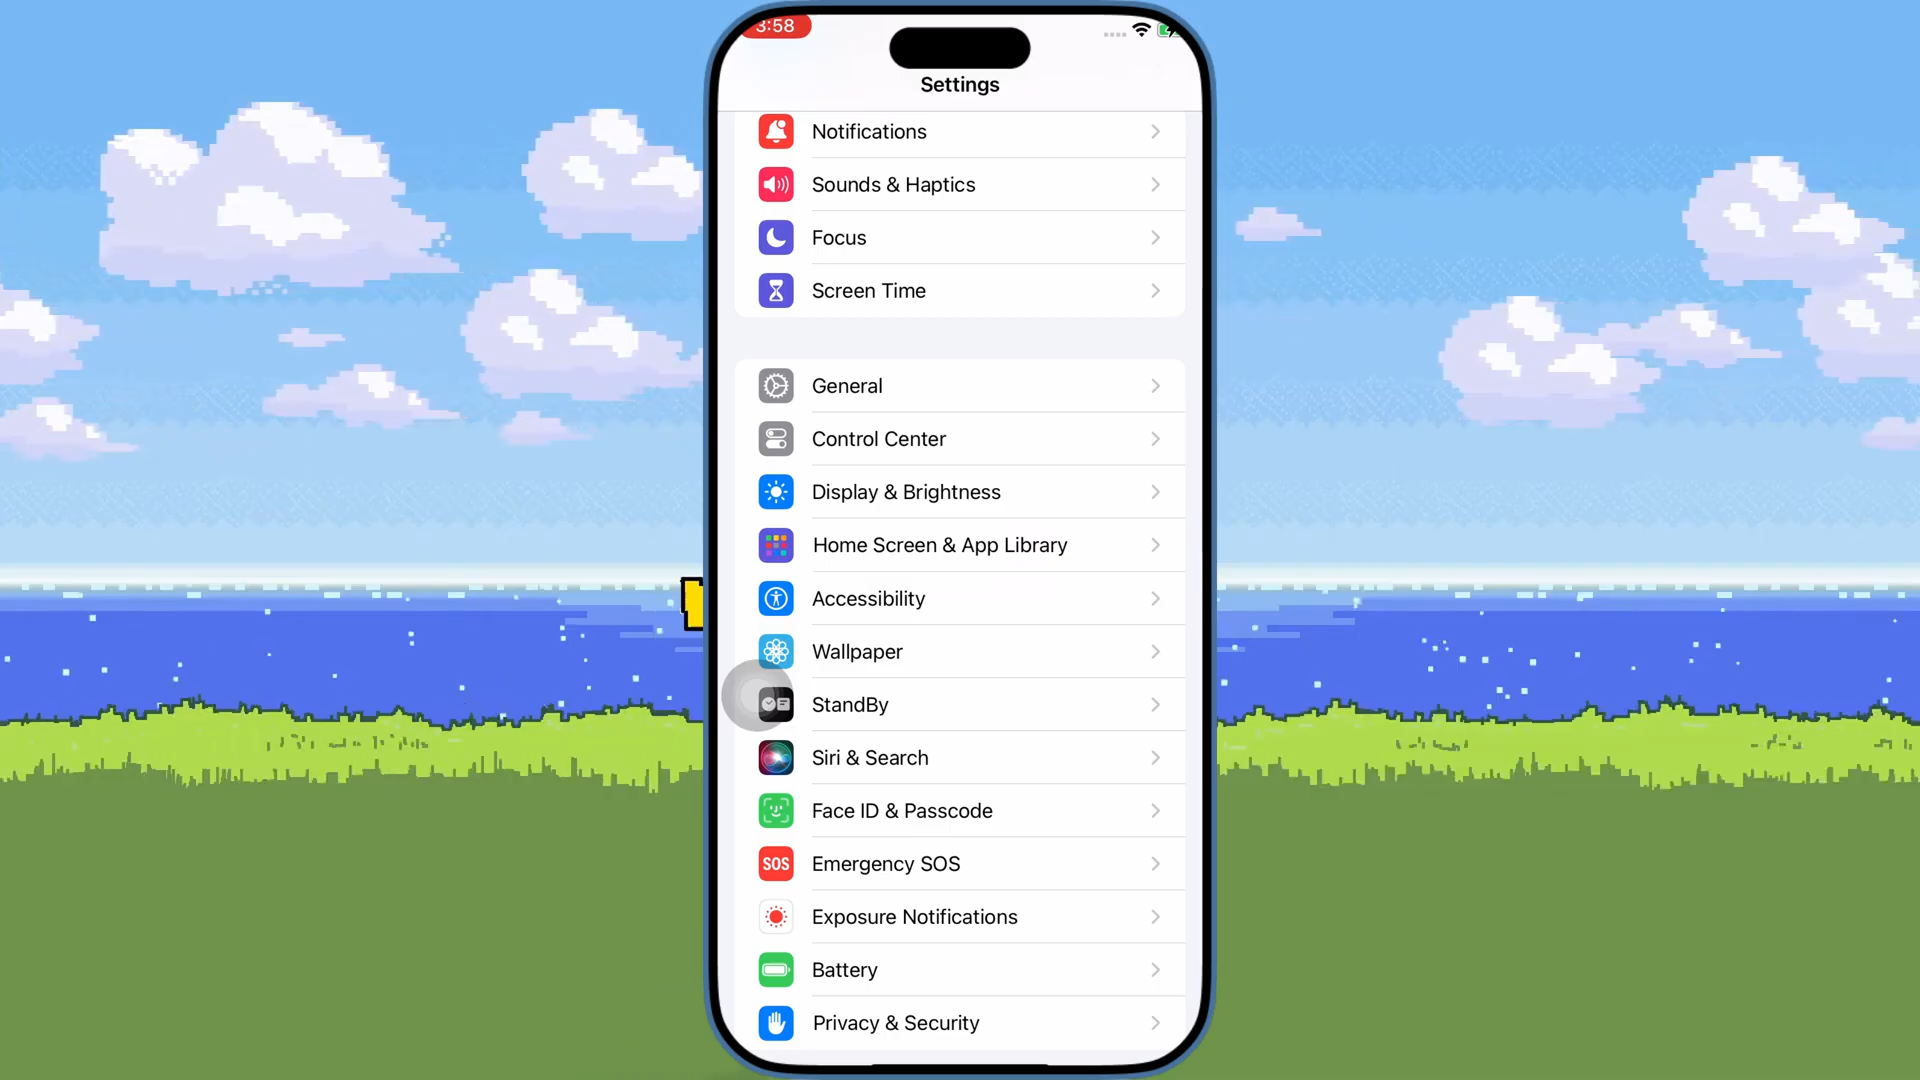 3:58
Settings
Notifications
Sounds & Haptics
Focus
Screen Time
General
Control Center
Display & Brightness
Home Screen & App Library
Accessibility
Wallpaper
StandBy
Siri & Search
Face ID & Passcode
SOS Emergency SOS
Exposure Notifications
Battery
Privacy & Security